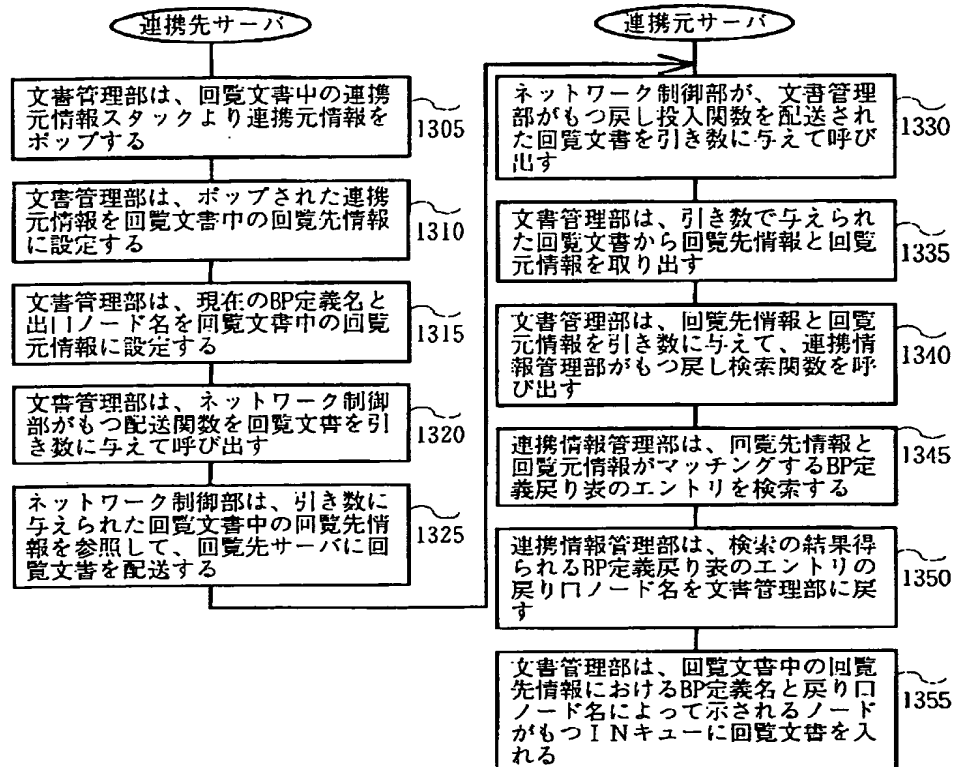 連携先サーバ
文書管理部は、回覧文書中の連携
元情報スタックより連携元情報を
ポップする
1305
文書管理部は、ポップされた連携
元情報を回覧文書中の回覧先情報
に設定する
1310
文書管理部は、現在のBP定義名と
出口ノード名を回覧文書中の回覧
元情報に設定する
1315
文書管理部は、ネットワーク制御
部がもつ配送関数を回覧文書を引
き数に与えて呼び出す
1320
ネットワーク制御部は、引き数に
与えられた回覧文書中の回覧先情
報を参照して、回覧先サーバに回
覧文書を配送する
1325
連携元サーバ
ネットワーク制御部が、文書管理
部がもつ戻し投入関数を配送され
た回覧文書を引き数に与えて呼び
出す
1330
文書管理部は、引き数で与えられ
た回覧文書から回覧先情報と回覧
元情報を取り出す
1335
文書管理部は、回覧先情報と回覧
元情報を引き数に与えて、連携情
報管理部がもつ戻し検索関数を呼
び出す
1340
連携情報管理部は、回覧先情報と
回覧元情報がマッチングするBP定
義戻り表のエントリを検索する
1345
連携情報管理部は、検索の結果得
られるBP定義戻り表のエントリの
戻り口ノード名を文書管理部に戻
す
1350
文書管理部は、回覧文書中の回覧
先情報におけるBP定義名と戻り口
ノード名によって示されるノード
がもつＩＮキューに回覧文書を入
れる
1355